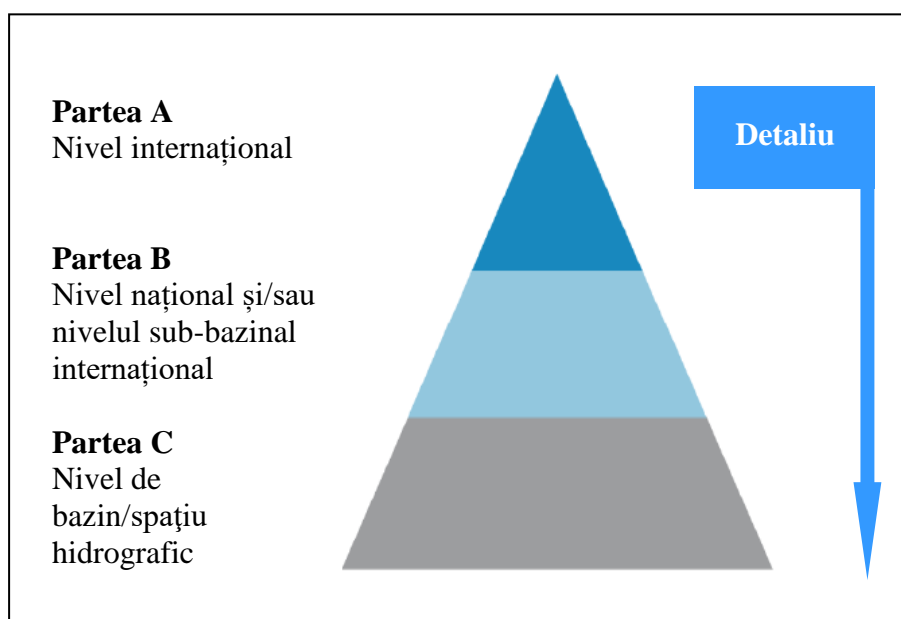 Partea A
Nivel internațional
Detaliu
Partea B
Nivel național și/sau
nivelul sub-bazinal
internațional
Partea C
Nivel de
bazin/spaţiu
hidrografic